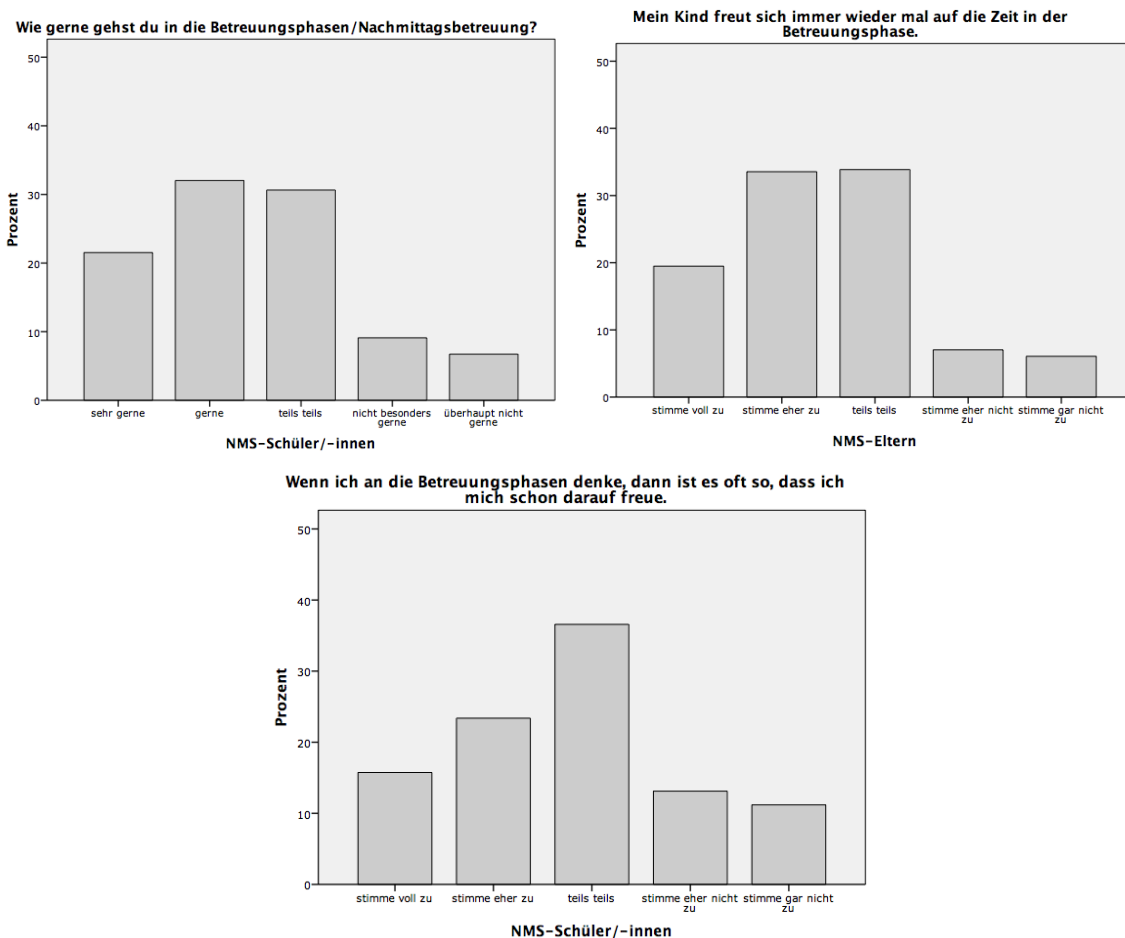 Wie gerne gehst du in die Betreuungsphasen/Nachmittagsbetreuung?
50
40
30
20
10
0
Prozent
sehr gerne
gerne
teils teils
nicht besonders
gerne
überhaupt nicht
gerne
NMS-Schüler/-innen
Mein Kind freut sich immer wieder mal auf die Zeit in der
Betreuungsphase.
50
40
30
20
10
0
Prozent
stimme voll zu
stimme eher zu
teils teils
stimme eher nicht
zu
stimme gar nicht
zu
NMS-Eltern
Wenn ich an die Betreuungsphasen denke, dann ist es oft so, dass ich
mich schon darauf freue.
50
40
30
20
10
0
Prozent
stimme voll zu
stimme eher zu
teils teils
stimme eher nicht
zu
stimme gar nicht
zu
NMS-Schüler/-innen